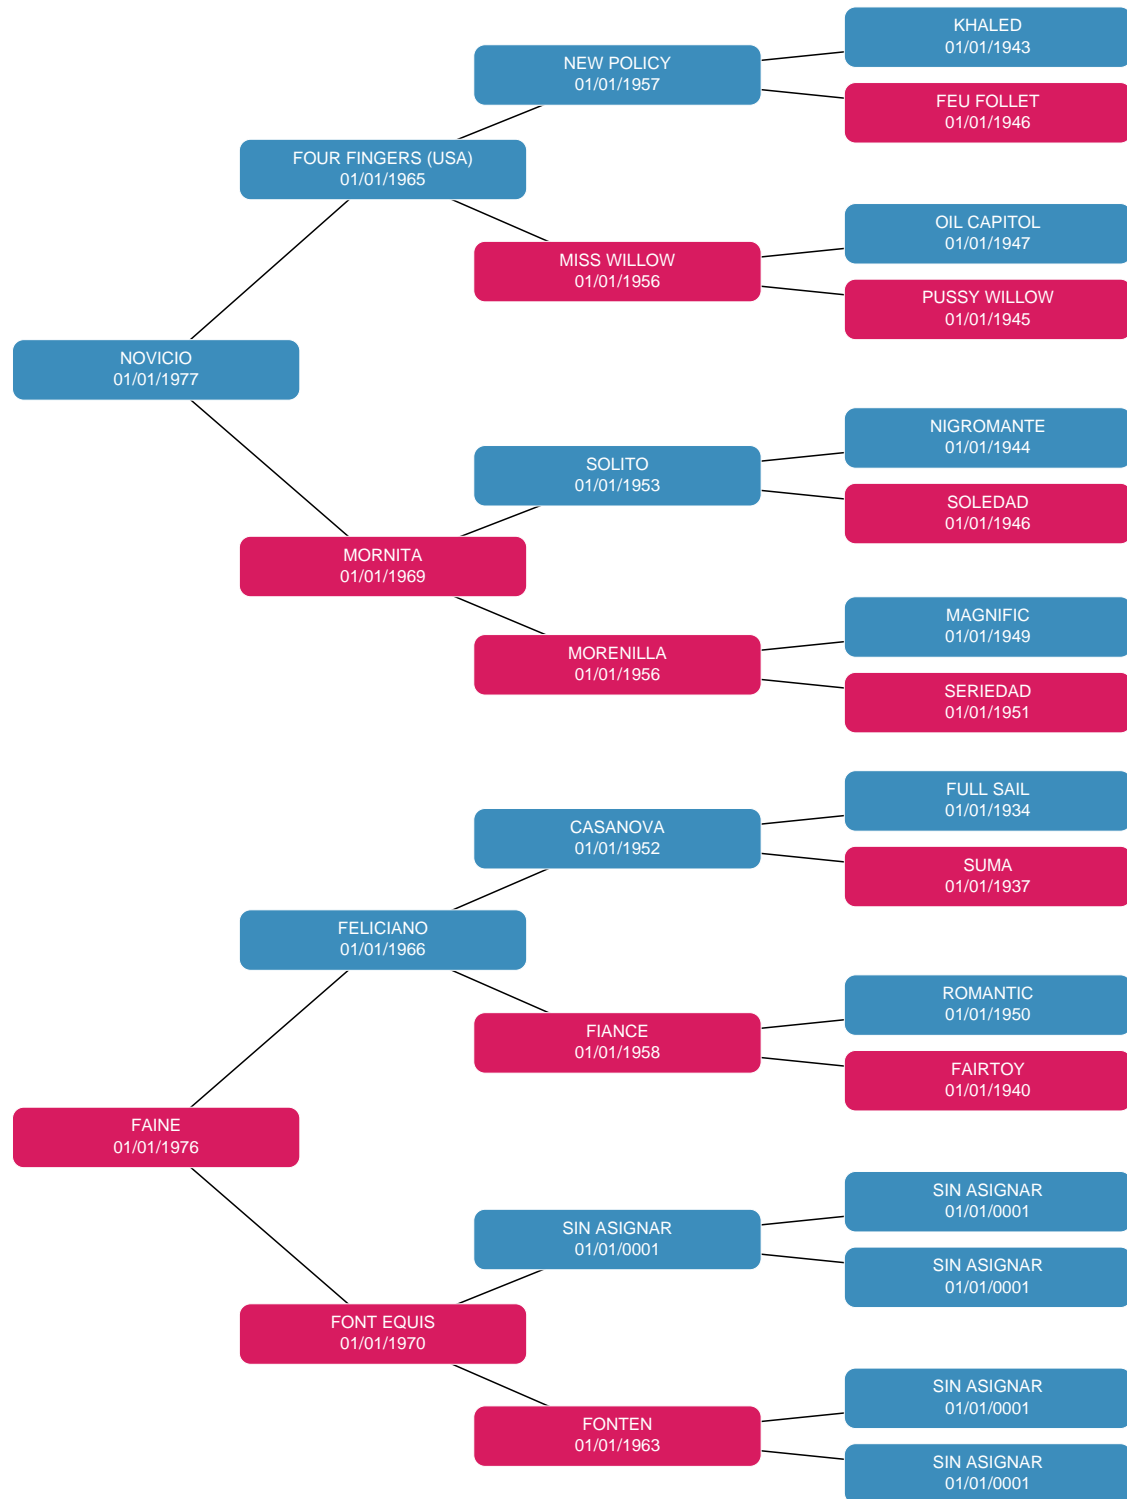 KHALED
01/01/1943
NEW POLICY
01/01/1957
FEU FOLLET
01/01/1946
FOUR FINGERS (USA)
01/01/1965
OIL CAPITOL
01/01/1947
MISS WILLOW
01/01/1956
PUSSY WILLOW
01/01/1945
NOVICIO
01/01/1977
NIGROMANTE
01/01/1944
SOLITO
01/01/1953
SOLEDAD
01/01/1946
MORNITA
01/01/1969
MAGNIFIC
01/01/1949
MORENILLA
01/01/1956
SERIEDAD
01/01/1951
FULL SAIL
01/01/1934
CASANOVA
01/01/1952
SUMA
01/01/1937
FELICIANO
01/01/1966
ROMANTIC
01/01/1950
FIANCE
01/01/1958
FAIRTOY
01/01/1940
FAINE
01/01/1976
SIN ASIGNAR
01/01/0001
SIN ASIGNAR
01/01/0001
SIN ASIGNAR
01/01/0001
FONT EQUIS
01/01/1970
SIN ASIGNAR
01/01/0001
FONTEN
01/01/1963
SIN ASIGNAR
01/01/0001